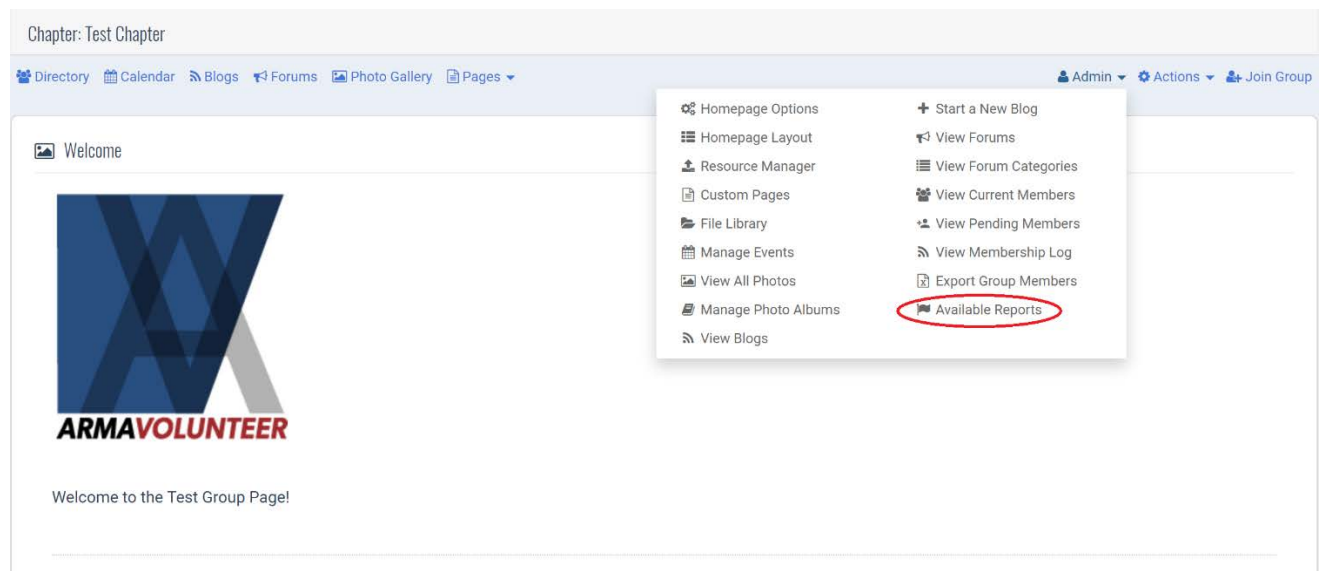 Chapter: Test Chapter
Directory Calendar Blogs Forums Photo Gallery Pages Admin Actions Join Group
Homepage Options
Homepage Layout
Resource Manager
Custom Pages
File Library
Manage Events
View All Photos
Manage Photo Albums
View Blogs
Start a New Blog
View Forums
View Forum Categories
View Current Members
View Pending Members
View Membership Log
Export Group Members
Available Reports
Welcome
ARMAVOLUNTEER
Welcome to the Test Group Page!